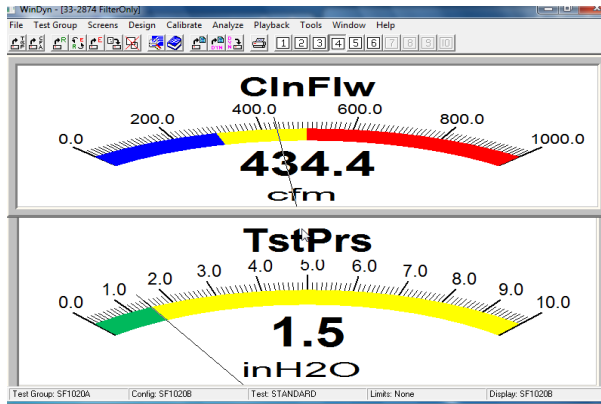 WinDyn - [33-2874 FilterOnly]
File Test Group Screens Design Calibrate Analyze Playback Tools Window Help
1 2 3 4 5 6 7 8 9 10
ClnFlw
0.0 200.0 400.0 600.0 800.0 1000.0
434.4
cfm
TstPrs
0.0 1.0 2.0 3.0 4.0 5.0 6.0 7.0 8.0 9.0 10.0
1.5
inH2O
Test Group: SF1020A Config: SF1020B Test: STANDARD Limits: None Display: SF1020B